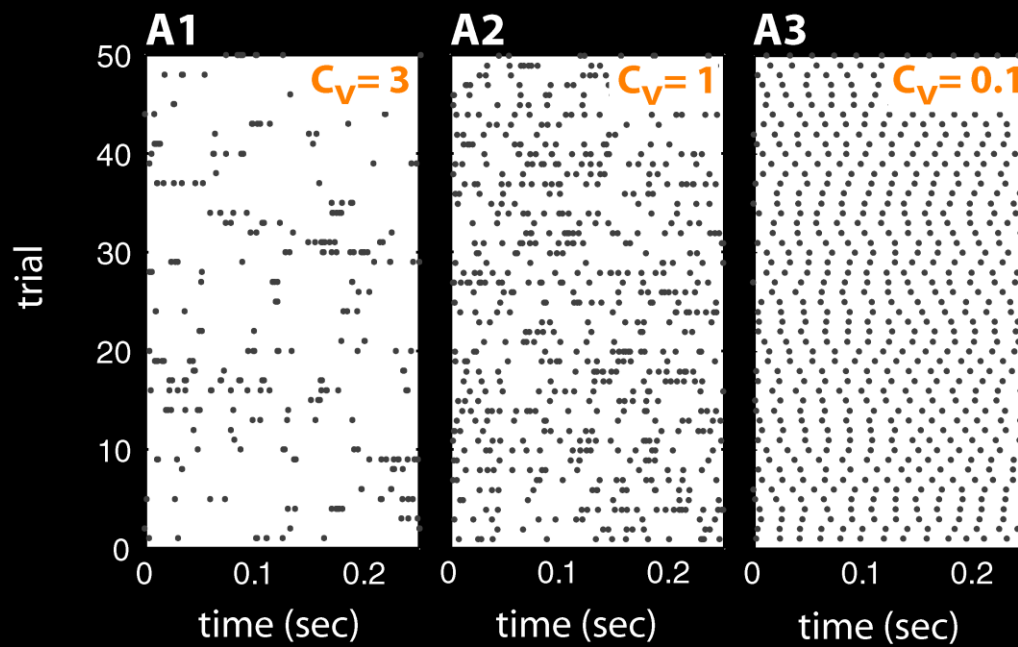 A1
A2
A3
C_V = 3
C_V = 1
C_V = 0.1
50
40
30
20
10
0
trial
0 0.1 0.2
0 0.1 0.2
0 0.1 0.2
time (sec)
time (sec)
time (sec)